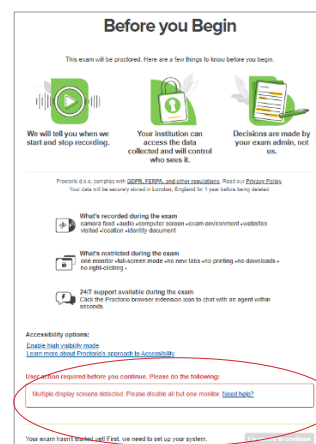 Before you Begin
This exam will be proctored. Here are a few things to know before you begin.
We will tell you when we
start and stop recording.
Your institution can
access the data
collected and will control
who sees it.
Decisions are made by
your exam admin, not
us.
Proctorio d.o.o. complies with GDPR, FERPA, and other regulations. Read our Privacy Policy.
Your data will be securely stored in London, England for 1 year before being deleted.
What's recorded during the exam
camera feed •audio •computer screen •exam environment •websites
visited •location •identity document
What's restricted during the exam
one monitor •full-screen mode •no new tabs •no printing •no downloads •
no right-clicking •
24/7 support available during the exam
Click the Proctorio browser extension icon to chat with an agent within
seconds.
Accessibility options:
Enable high visibility mode.
Learn more about Proctorio's approach to Accessibility
User action required before you continue. Please do the following:
Multiple display screens detected. Please disable all but one monitor. Need help?
Your exam hasn't started yet! First, we need to set up your system.
to continue